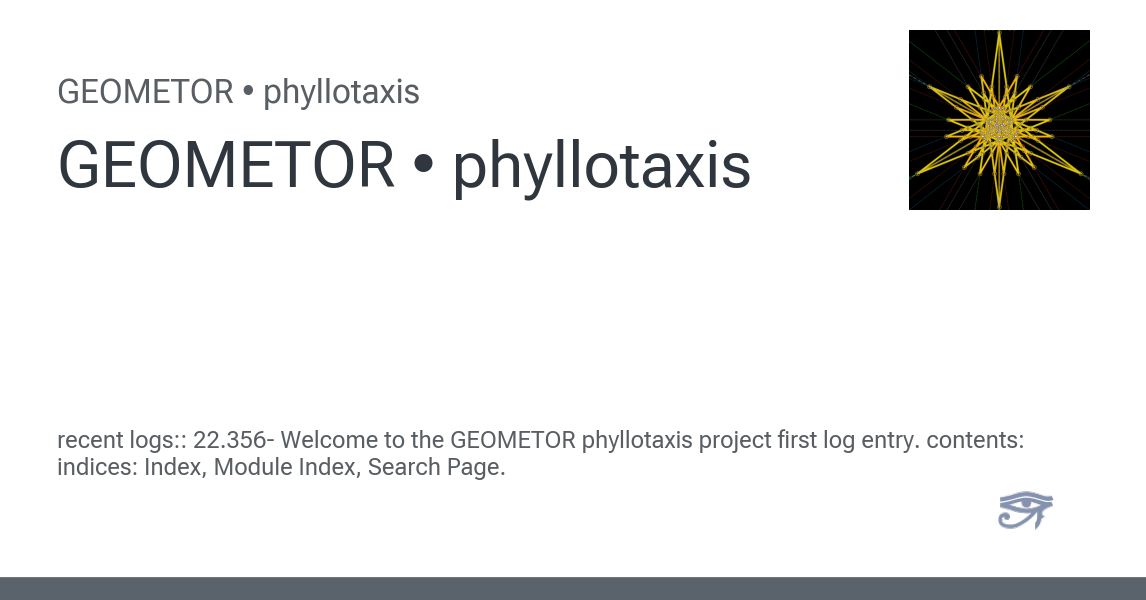 GEOMETOR • phyllotaxis
GEOMETOR • phyllotaxis
recent logs:: 22.356- Welcome to the GEOMETOR phyllotaxis project first log entry. contents:
indices: Index, Module Index, Search Page.